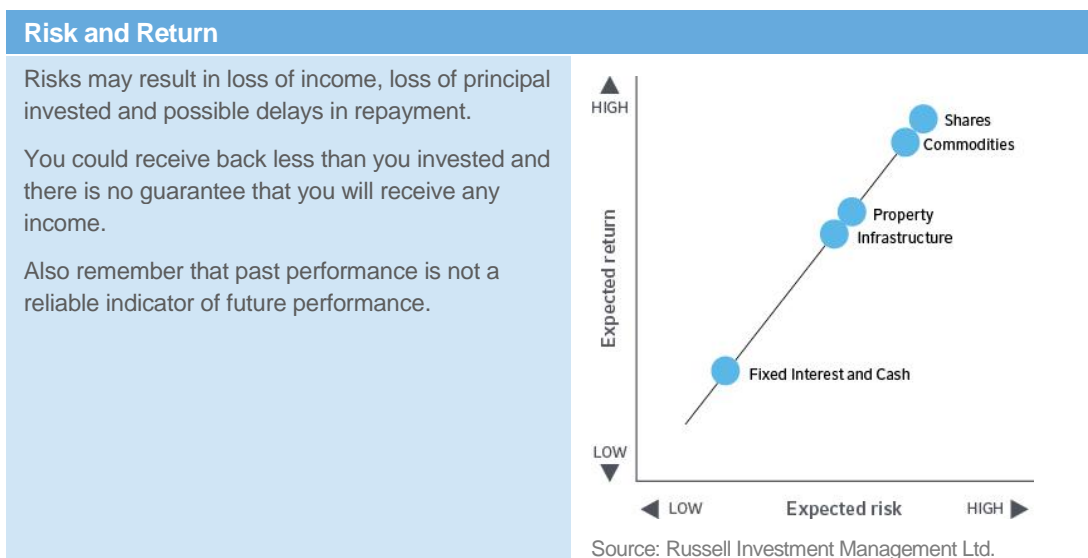 Risk and Return
Risks may result in loss of income, loss of principal
invested and possible delays in repayment.
You could receive back less than you invested and
there is no guarantee that you will receive any
income.
Also remember that past performance is not a
reliable indicator of future performance.
HIGH
Shares
Commodities
Property
Infrastructure
Expected return
Fixed Interest and Cash
LOW
LOW Expected risk HIGH
Source: Russell Investment Management Ltd.